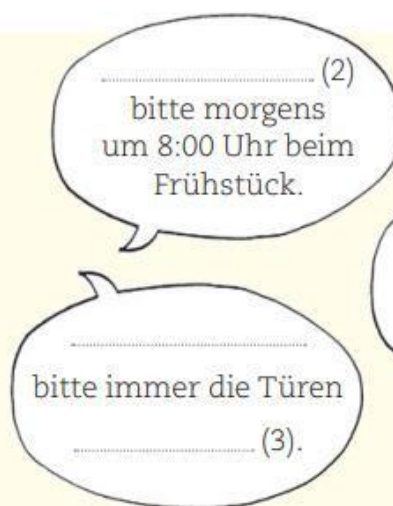 .................... (2)
bitte morgens
um 8:00 Uhr beim
Frühstück.
....................
bitte immer die Türen
.................... (3).